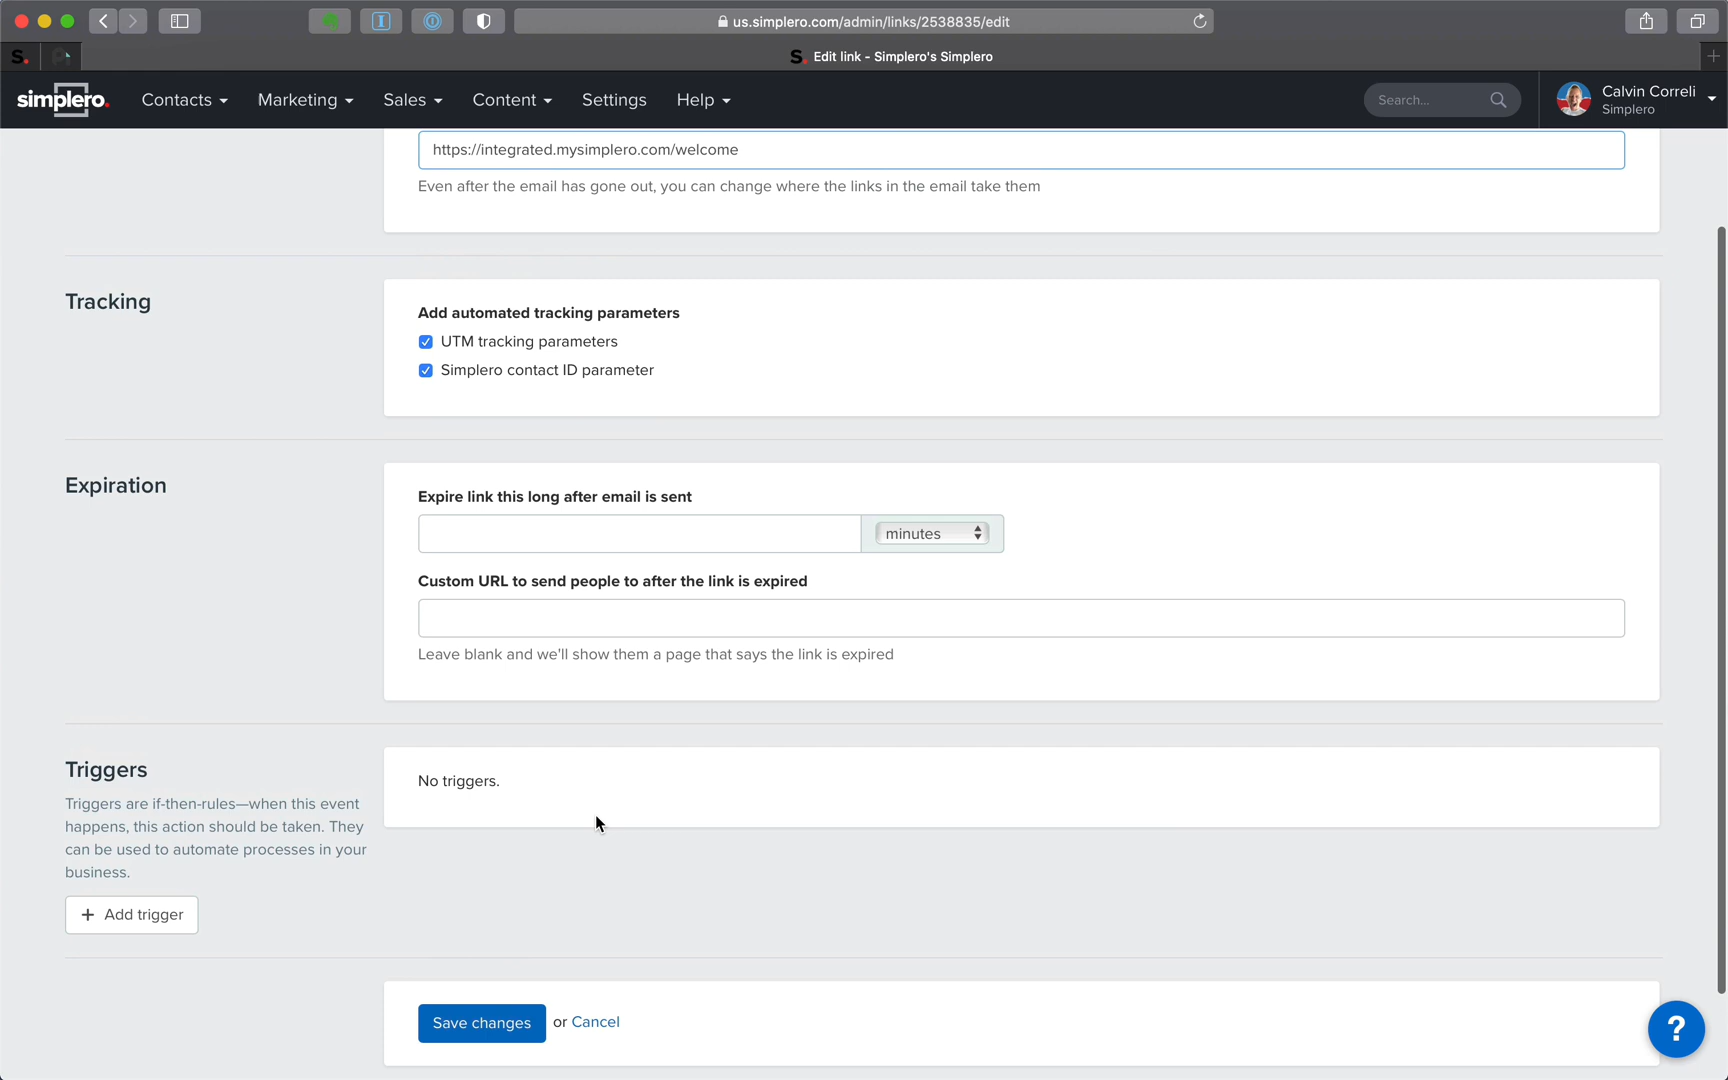 us.simplero.com/admin/links/2538835/edit
S.
S. Edit link - Simplero's Simplero
simplero. Contacts Marketing Sales Content Settings Help Search... Calvin Correli
Simplero
https://integrated.mysimplero.com/welcome
Even after the email has gone out, you can change where the links in the email take them
Tracking
Add automated tracking parameters
UTM tracking parameters
Simplero contact ID parameter
Expiration
Expire link this long after email is sent
minutes
Custom URL to send people to after the link is expired
Leave blank and we'll show them a page that says the link is expired
Triggers
Triggers are if-then-rules—when this event
happens, this action should be taken. They
can be used to automate processes in your
business.
+ Add trigger
No triggers.
Save changes or Cancel
?